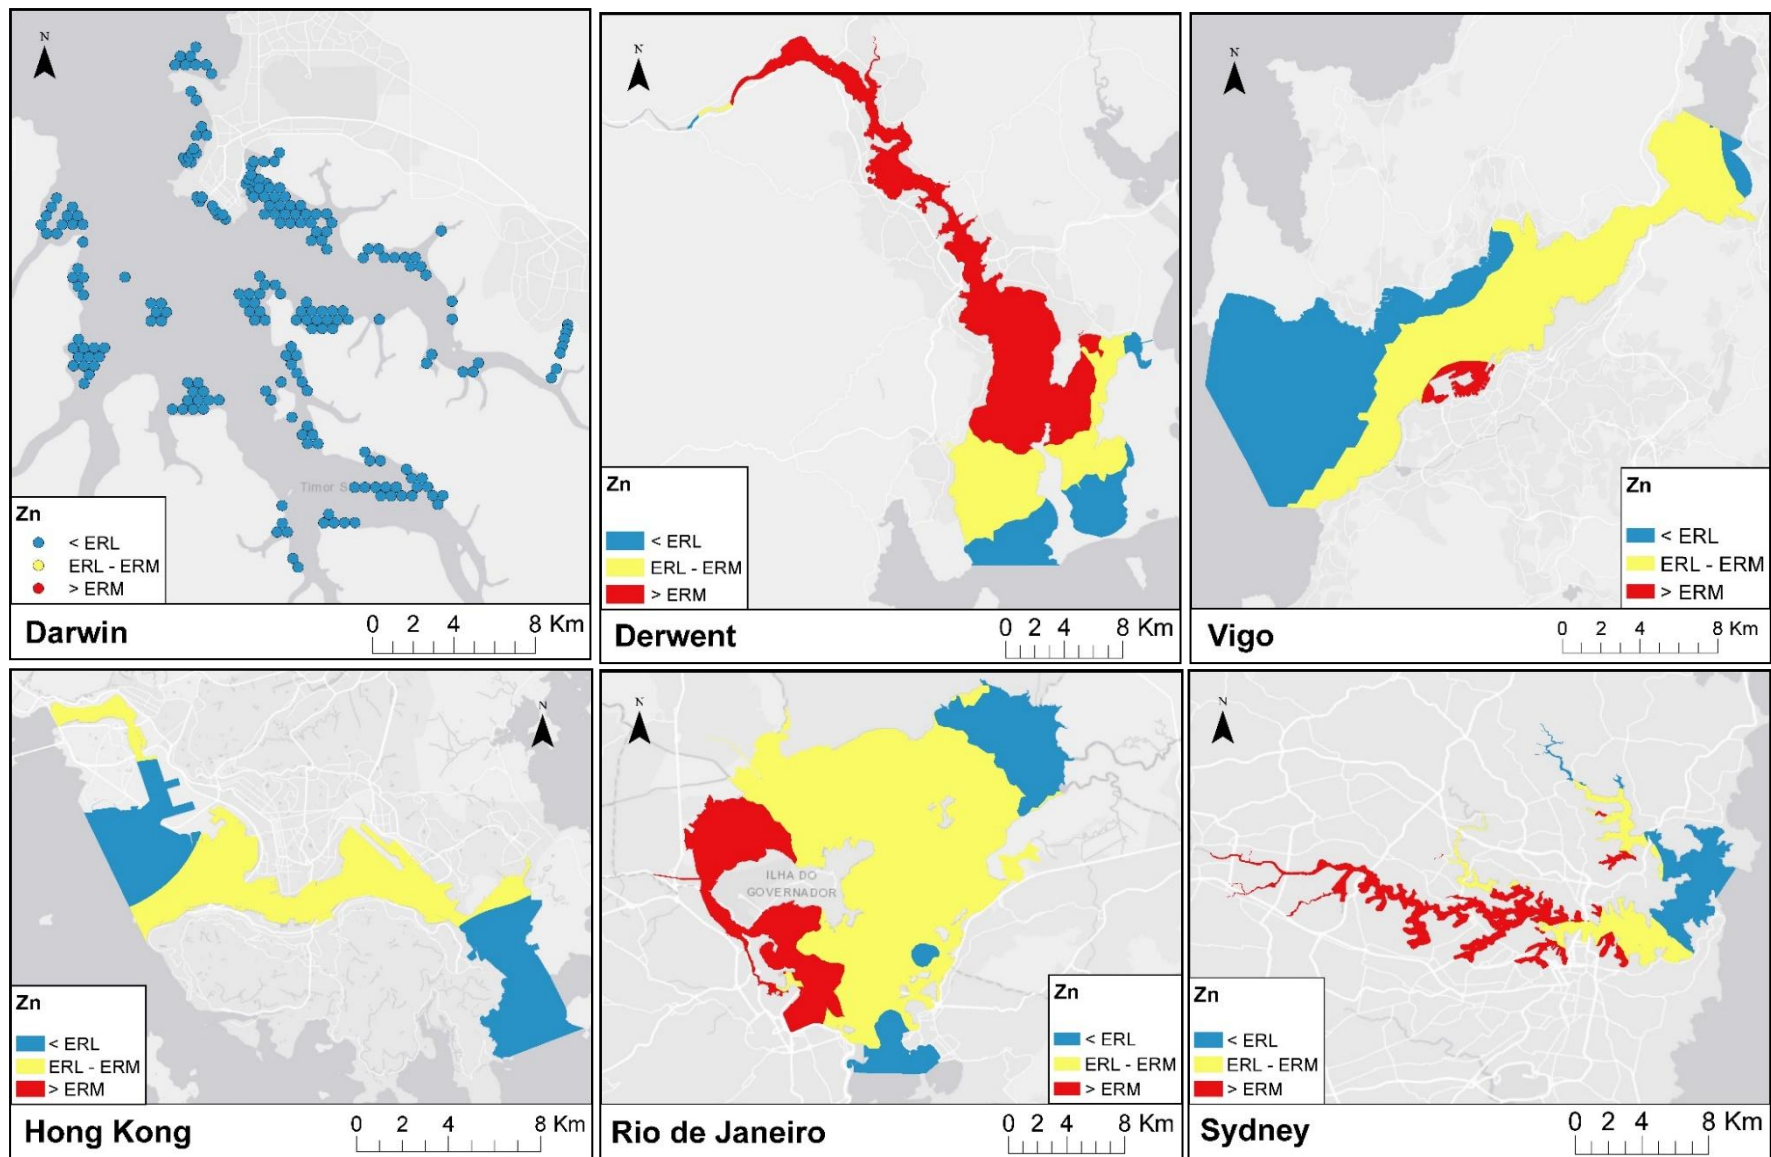 N
Timor S
Zn
< ERL
ERL - ERM
> ERM
Darwin
0 2 4 8 Km
N
Zn
< ERL
ERL - ERM
> ERM
Derwent
0 2 4 8 Km
N
Zn
< ERL
ERL - ERM
> ERM
Vigo
0 2 4 8 Km
N
Zn
< ERL
ERL - ERM
> ERM
Hong Kong
0 2 4 8 Km
N
ILHA DO
GOVERNADOR
Zn
< ERL
ERL - ERM
> ERM
Rio de Janeiro
0 2 4 8 Km
N
Zn
< ERL
ERL - ERM
> ERM
Sydney
0 2 4 8 Km